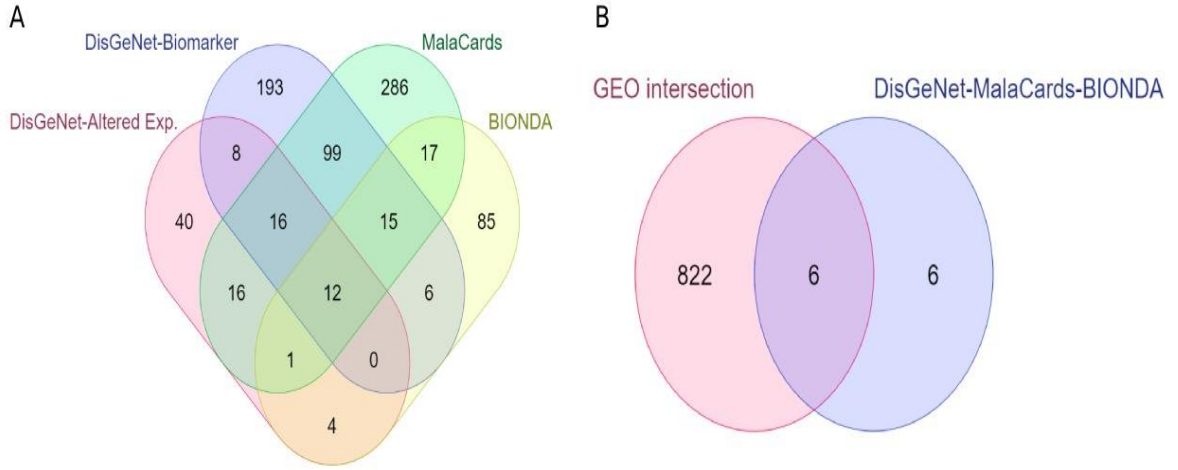 A
B
DisGeNet-Biomarker
MalaCards
DisGeNet-Altered Exp.
BIONDA
193
286
8
99
17
40
16
15
85
16
12
6
1
0
4
GEO intersection
DisGeNet-MalaCards-BIONDA
822
6
6